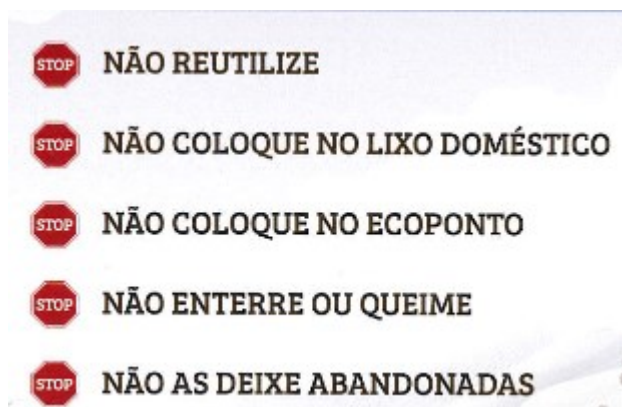 STOP NÃO REUTILIZE
STOP NÃO COLOQUE NO LIXO DOMÉSTICO
STOP NÃO COLOQUE NO ECOPONTO
STOP NÃO ENTERRE OU QUEIME
STOP NÃO AS DEIXE ABANDONADAS